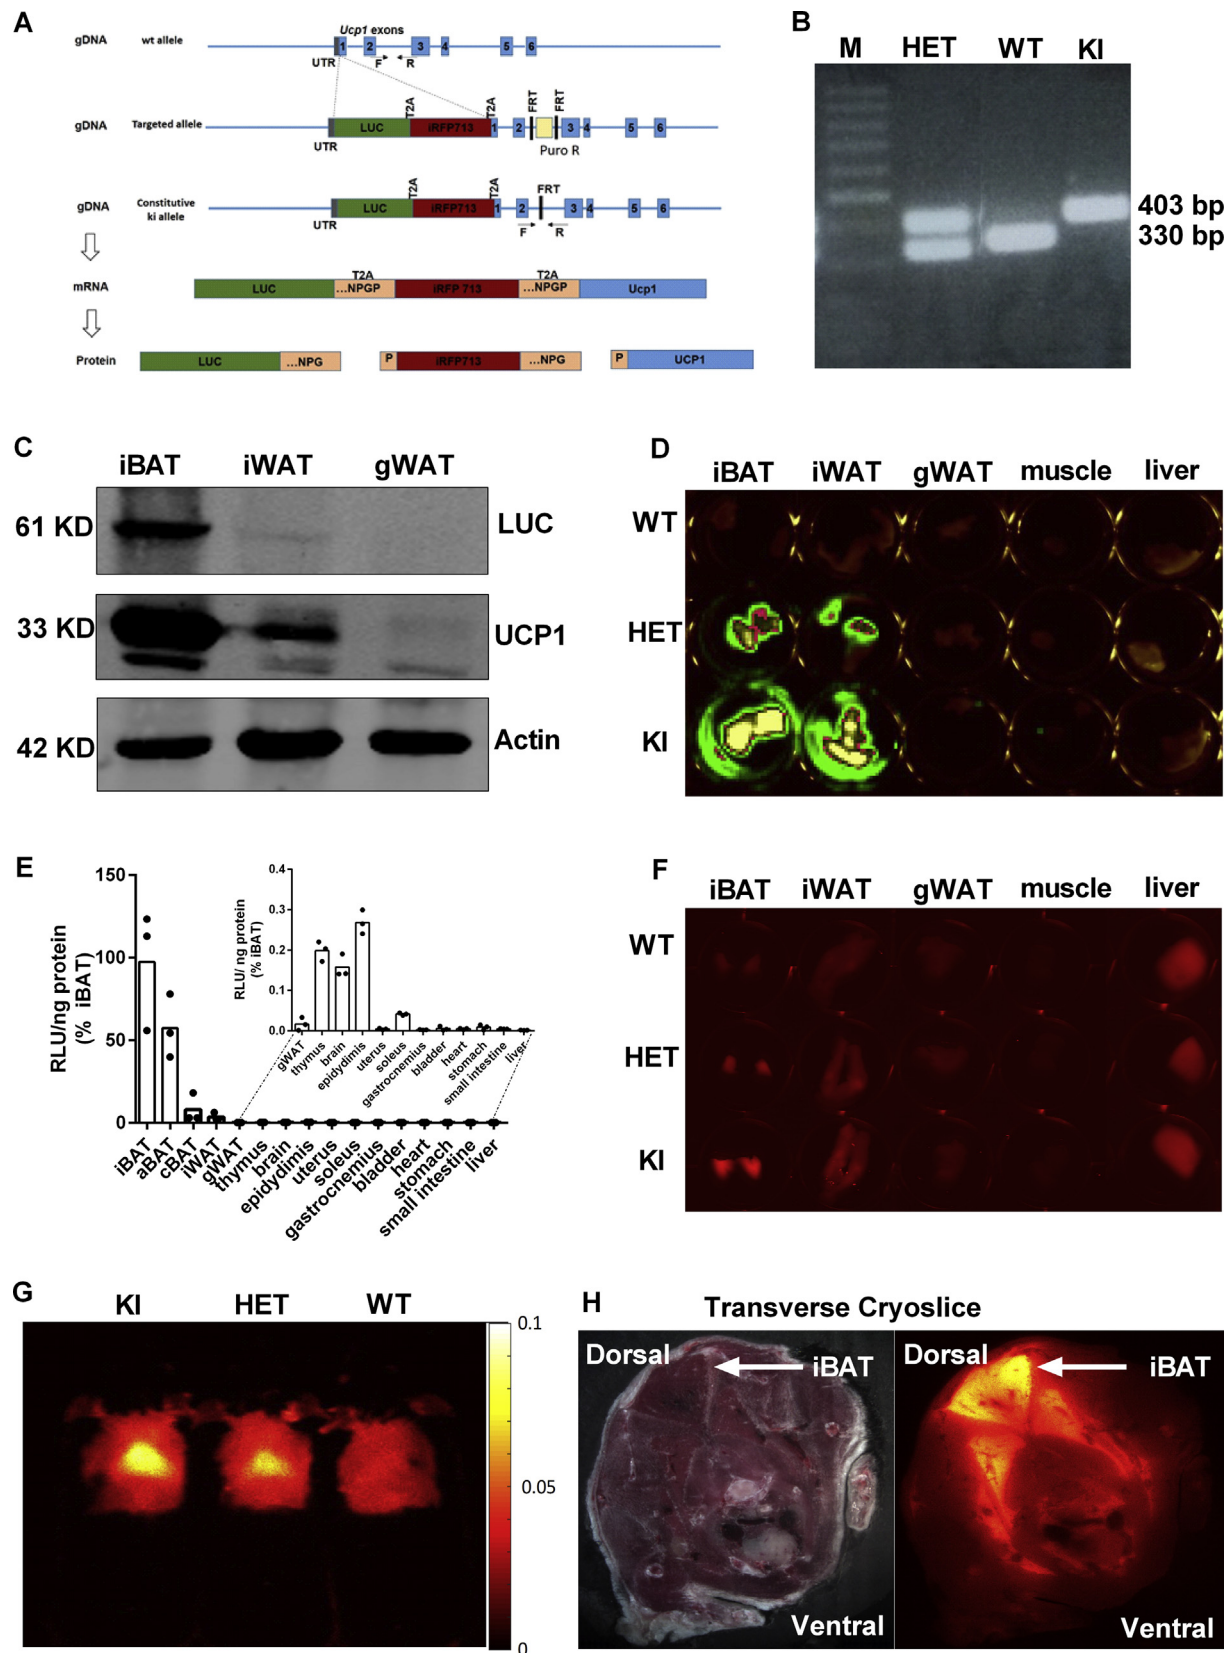 A
gDNA wt allele Ucp1 exons
1 2 3 4 5 6
UTR F R
T2A T2A FRT FRT
gDNA Targeted allele LUC iRFP713 1 2 3 4 5 6
UTR Puro R
T2A T2A FRT
gDNA Constitutive ki allele LUC iRFP713 1 2 3 4 5 6
UTR F R
T2A T2A
mRNA LUC ...NPGP iRFP 713 ...NPGP Ucp1
Protein LUC ...NPG P iRFP713 ...NPG P UCP1
B
M HET WT KI
403 bp
330 bp
C
iBAT iWAT gWAT
61 KD LUC
33 KD UCP1
42 KD Actin
D
iBAT iWAT gWAT muscle liver
WT
HET
KI
E
RLU/ng protein
(% iBAT)
150
100
50
0
iBAT aBAT cBAT iWAT gWAT thymus brain epidydimis uterus soleus gastrocnemius bladder heart stomach small intestine liver
RLU/ ng protein
(% iBAT)
0.4
0.3
0.2
0.1
0.0
gWAT thymus brain epidydimis uterus soleus gastrocnemius bladder heart stomach small intestine liver
F
iBAT iWAT gWAT muscle liver
WT
HET
KI
G
KI HET WT
0.1
0.05
0
H
Transverse Cryoslice
Dorsal iBAT Dorsal iBAT
Ventral Ventral